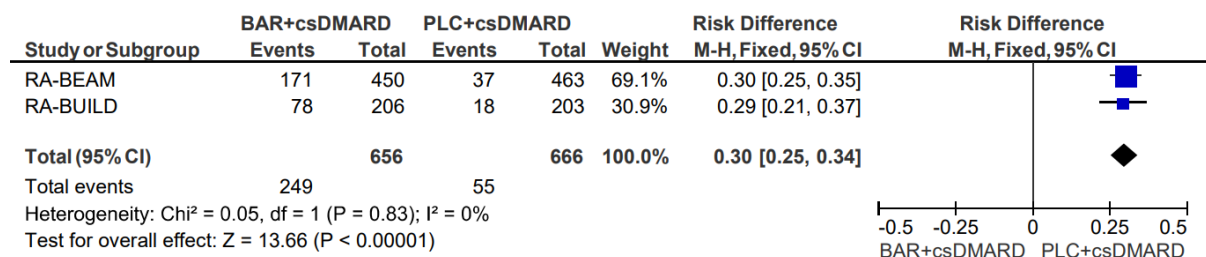 BAR+csDMARD PLC+csDMARD Risk Difference Risk Difference
Study or Subgroup Events Total Events Total Weight M-H, Fixed, 95% CI M-H, Fixed, 95% CI
RA-BEAM 171 450 37 463 69.1% 0.30 [0.25, 0.35]
RA-BUILD 78 206 18 203 30.9% 0.29 [0.21, 0.37]
Total (95% CI) 656 666 100.0% 0.30 [0.25, 0.34]
Total events 249 55
Heterogeneity: Chi² = 0.05, df = 1 (P = 0.83); I² = 0%
Test for overall effect: Z = 13.66 (P < 0.00001)
-0.5 -0.25 0 0.25 0.5
BAR+csDMARD PLC+csDMARD